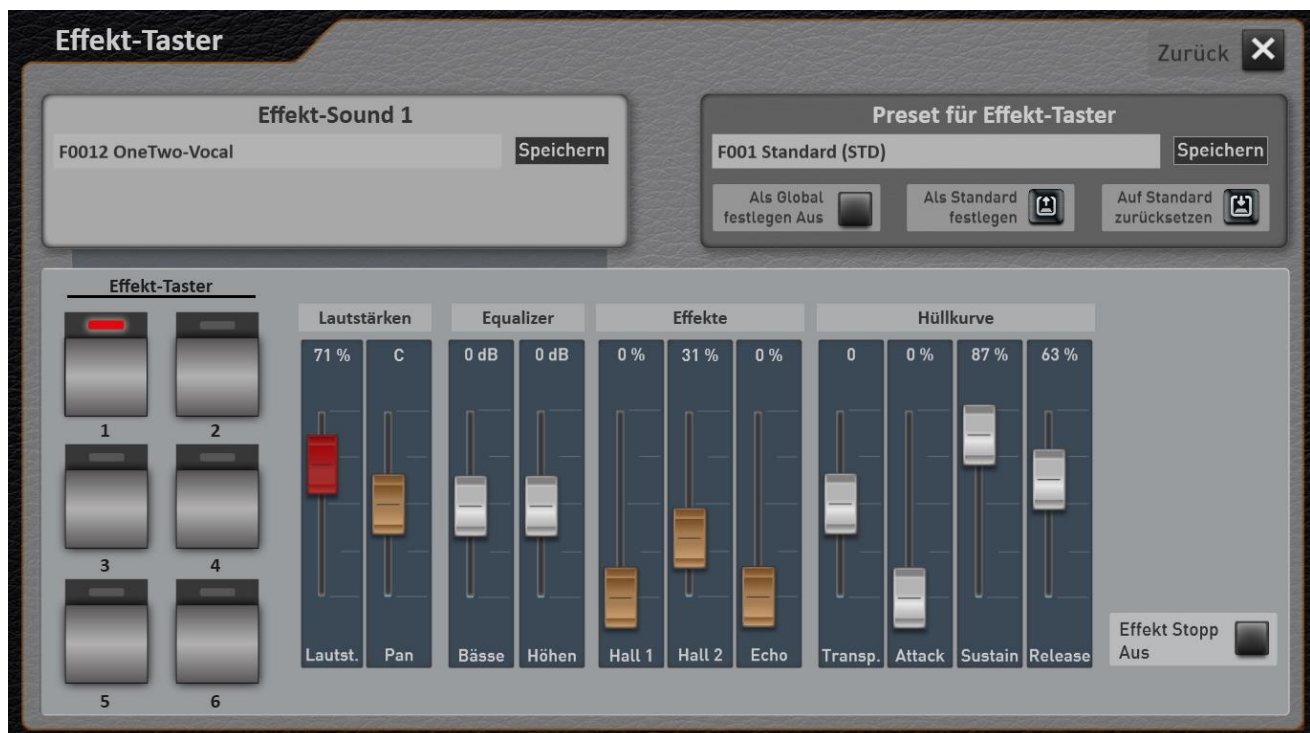 Effekt-Taster
Zurück
Effekt-Sound 1
F0012 OneTwo-Vocal
Speichern
Preset für Effekt-Taster
F001 Standard (STD)
Speichern
Als Global
festlegen Aus
Als Standard
festlegen
Auf Standard
zurücksetzen
Effekt-Taster
1
2
3
4
5
6
Lautstärken
Equalizer
Effekte
Hüllkurve
71 %
C
0 dB
0 dB
0 %
31 %
0 %
0
0 %
87 %
63 %
Lautst.
Pan
Bässe
Höhen
Hall 1
Hall 2
Echo
Transp.
Attack
Sustain
Release
Effekt Stopp
Aus